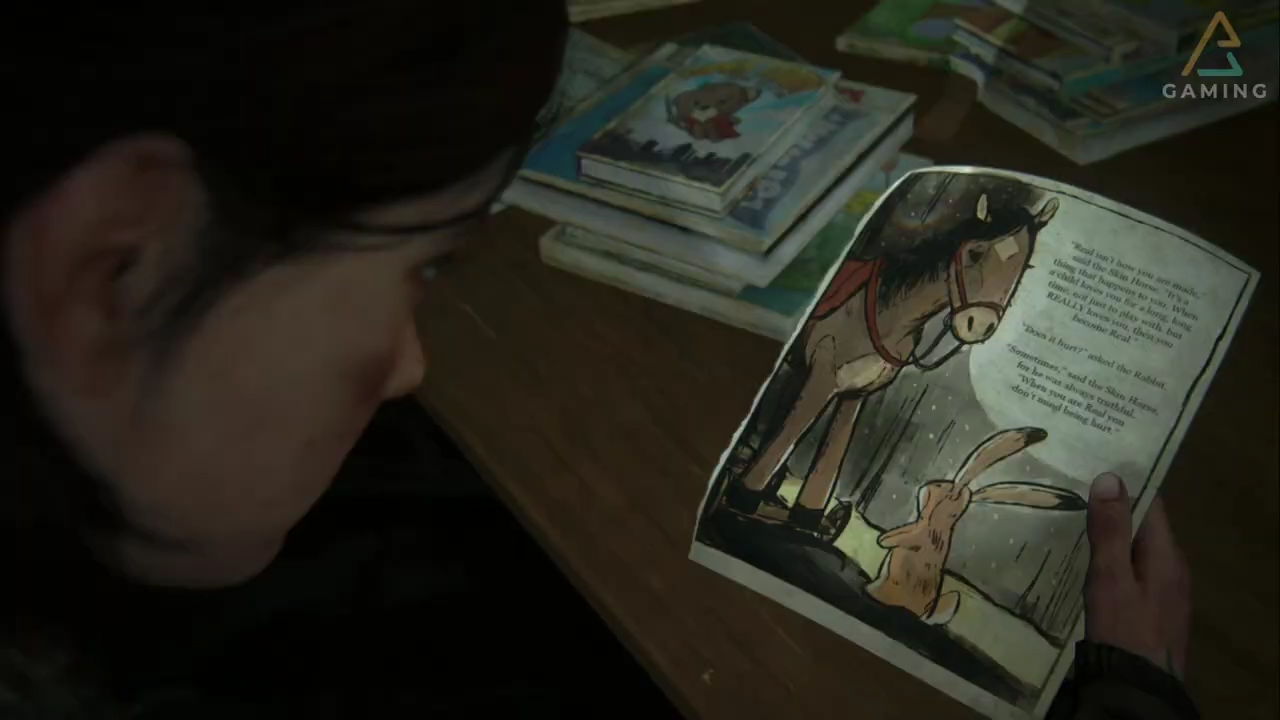 GAMING
"Real isn't how you are made,"
said the Skin Horse. "It's a
thing that happens to you. When
a child loves you for a long, long
time, not just to play with, but
REALLY loves you, then you
become Real."
"Does it hurt?" asked the Rabbit.
"Sometimes," said the Skin Horse,
for he was always truthful.
"When you are Real you
don't mind being hurt."